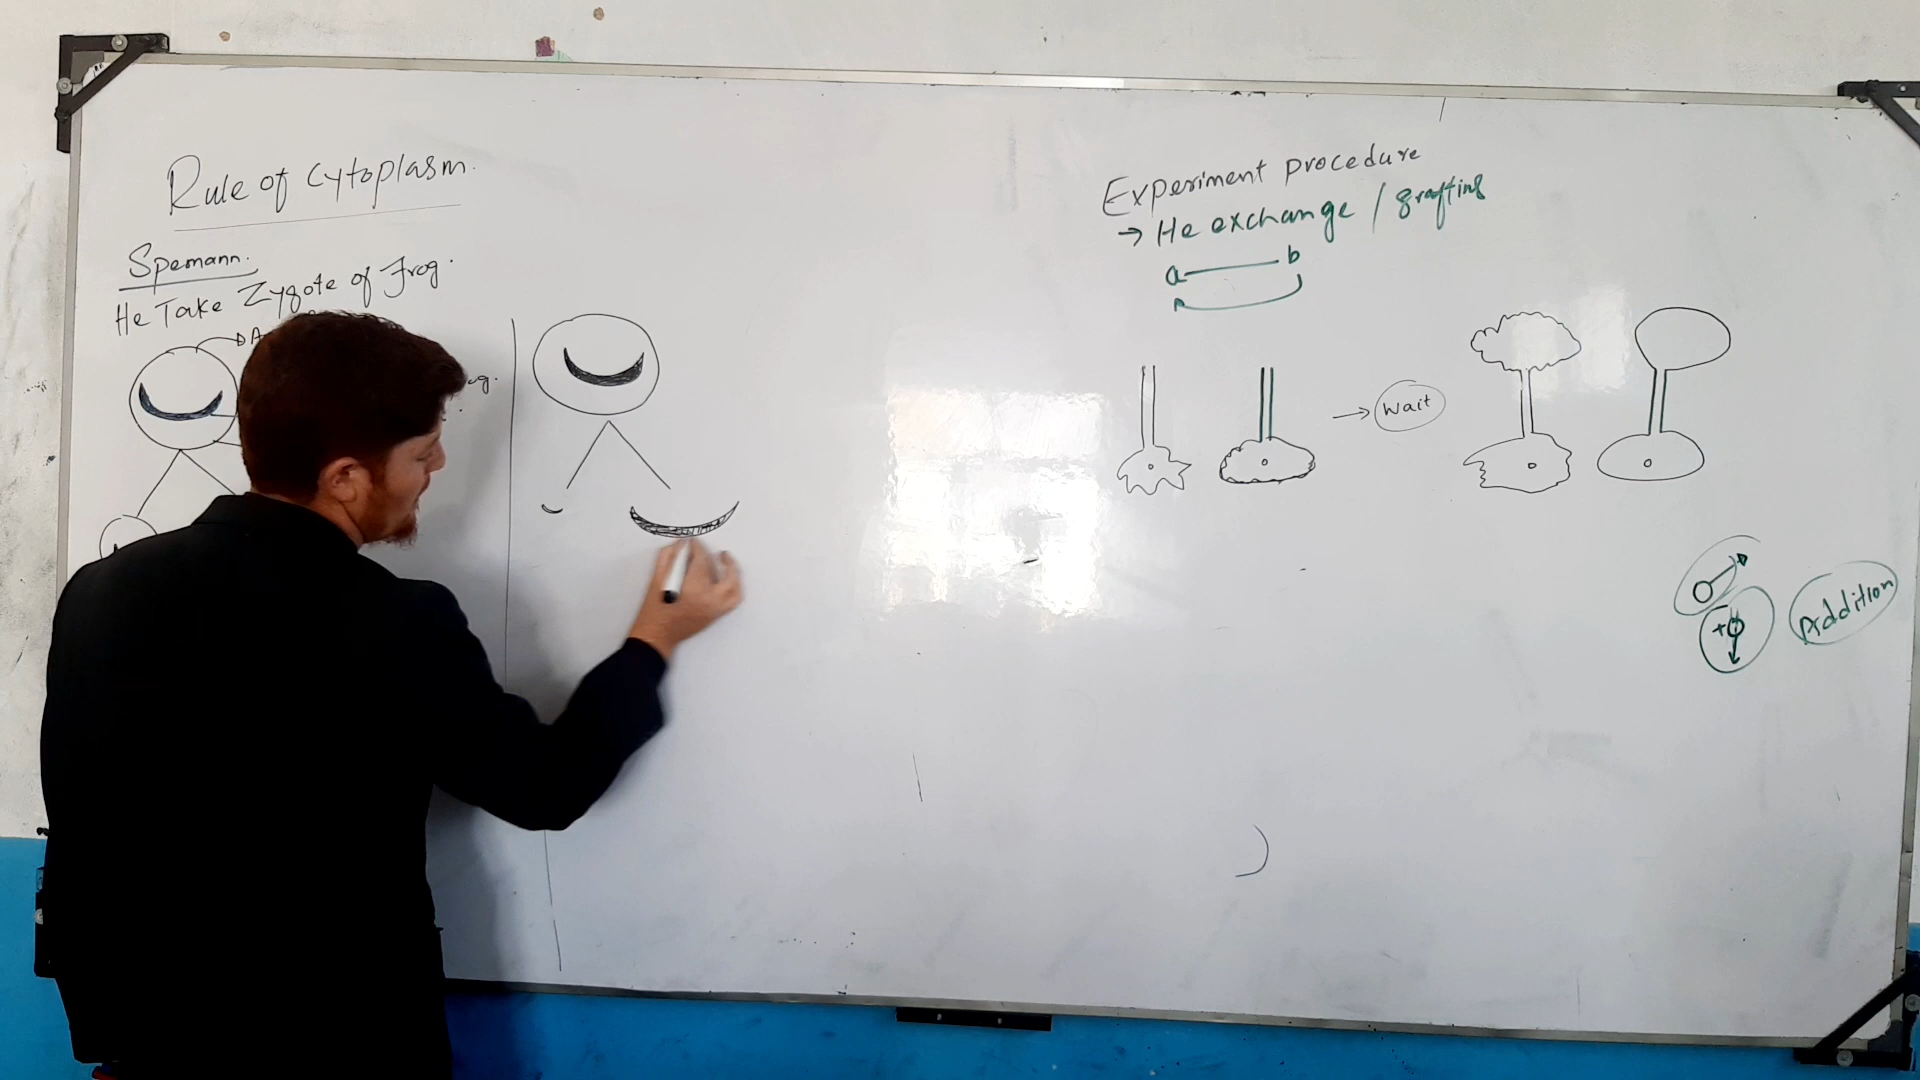 Rule of cytoplasm.
Spemann.
He Take Zygote of Frog.
Experiment procedure
→ He exchange / grafting
a b
→ Wait
+
Addition